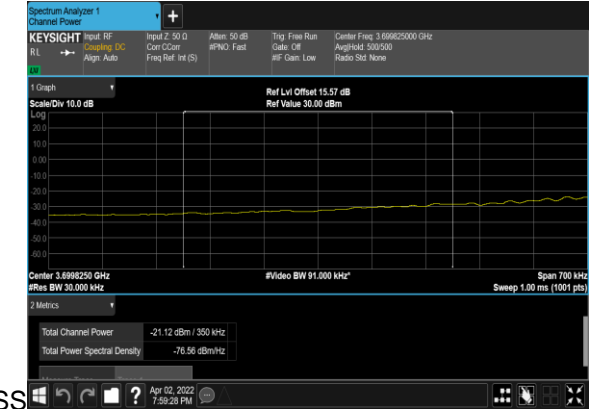 Spectrum Analyzer 1
Channel Power
+
KEYSIGHT
RL
Input: RF
Coupling: DC
Align: Auto
Input Z: 50 Ω
Corr CCorr
Freq Ref: Int (S)
Atten: 50 dB
#PNO: Fast
Trig: Free Run
Gate: Off
#IF Gain: Low
Center Freq: 3.699825000 GHz
Avg|Hold: 500/500
Radio Std: None
1 Graph
Scale/Div 10.0 dB
Ref Lvl Offset 15.57 dB
Ref Value 30.00 dBm
Log
20.0
10.0
0.00
-10.0
-20.0
-30.0
-40.0
-50.0
-60.0
Center 3.6998250 GHz
#Res BW 30.000 kHz
#Video BW 91.000 kHz*
Span 700 kHz
Sweep 1.00 ms (1001 pts)
2 Metrics
Total Channel Power -21.12 dBm / 350 kHz
Total Power Spectral Density -76.56 dBm/Hz
ss
?
Apr 02, 2022
7:59:28 PM